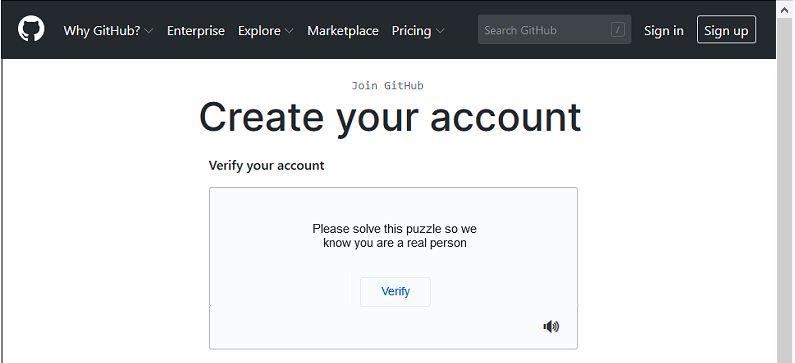 Why GitHub? Enterprise Explore Marketplace Pricing Search GitHub / Sign in Sign up
Join GitHub
Create your account
Verify your account
Please solve this puzzle so we
know you are a real person
Verify